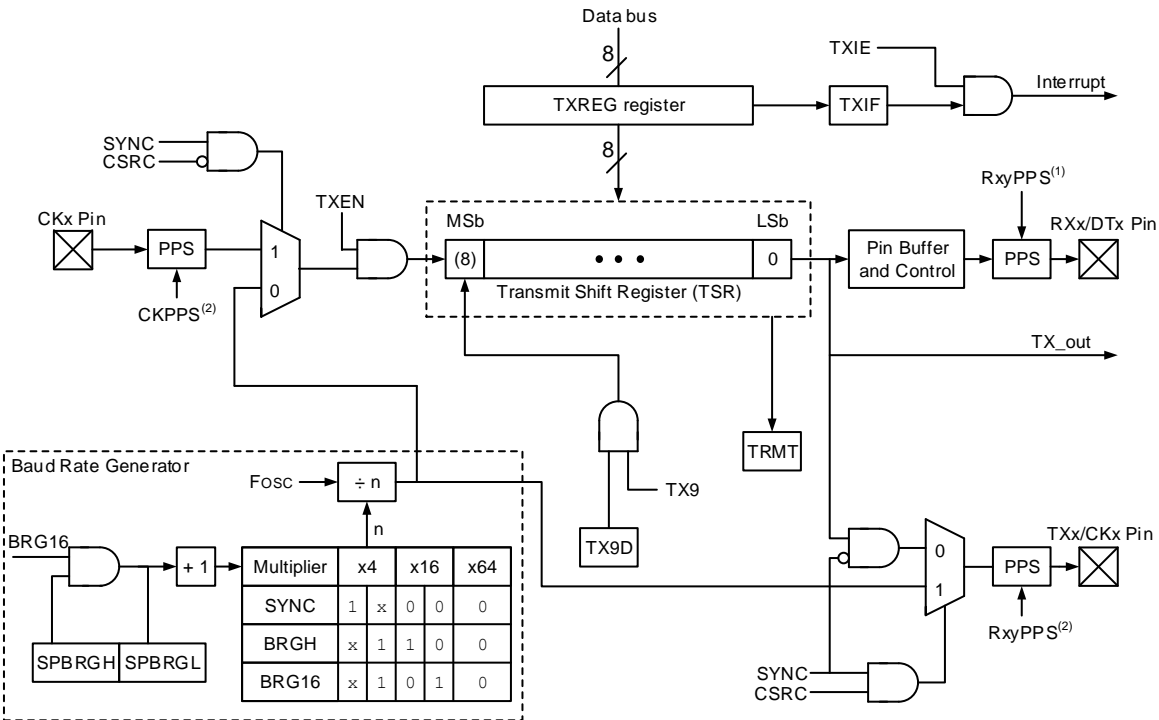 Data bus
8
TXIE
Interrupt
TXREG register
TXIF
SYNC
CSRC
8
RxyPPS(1)
TXEN
CKx Pin
MSb
LSb
RXx/DTx Pin
PPS
1
(8)
• • •
0
Pin Buffer
and Control
PPS
0
Transmit Shift Register (TSR)
CKPPS(2)
TX_out
TRMT
Baud Rate Generator
FOSC
÷ n
TX9
n
TX9D
BRG16
TXx/CKx Pin
+ 1
Multiplier x4 x16 x64
0
PPS
1
SYNC 1 x 0 0 0
BRGH x 1 1 0 0
RxyPPS(2)
SPBRGH SPBRGL
BRG16 x 1 0 1 0
SYNC
CSRC